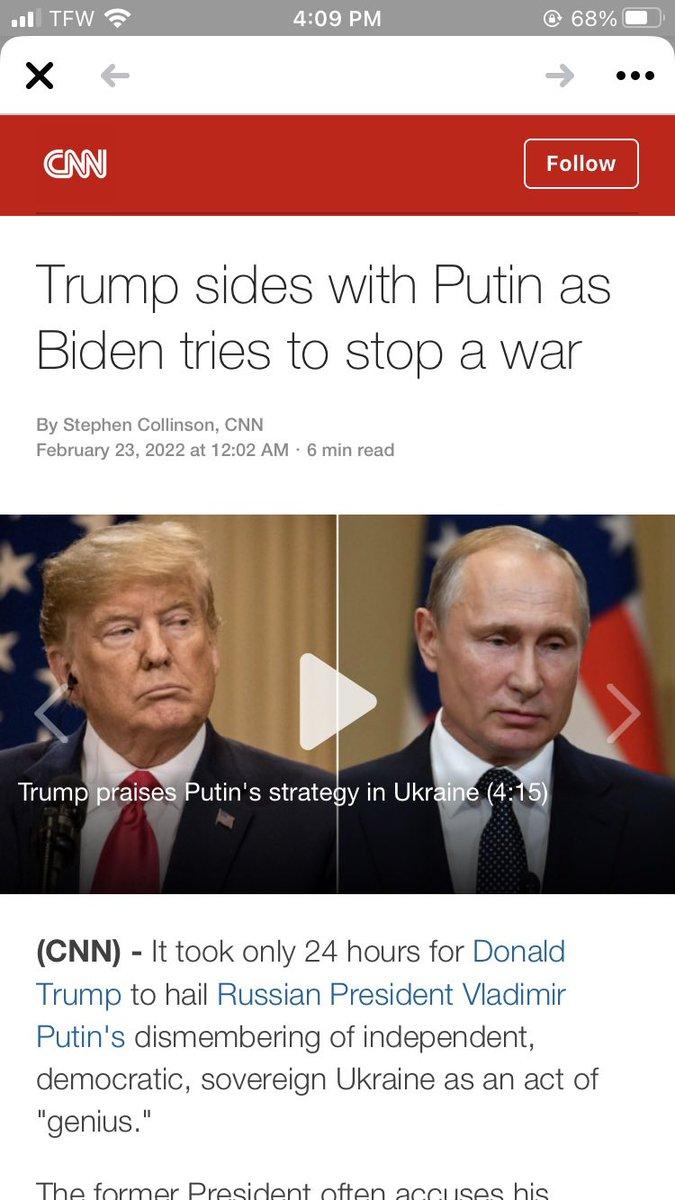 TFW 4:09 PM 68%
CNN
Follow
Trump sides with Putin as
Biden tries to stop a war
By Stephen Collinson, CNN
February 23, 2022 at 12:02 AM · 6 min read
Trump praises Putin's strategy in Ukraine (4:15)
(CNN) - It took only 24 hours for Donald
Trump to hail Russian President Vladimir
Putin's dismembering of independent,
democratic, sovereign Ukraine as an act of
"genius."
The former President often accuses his